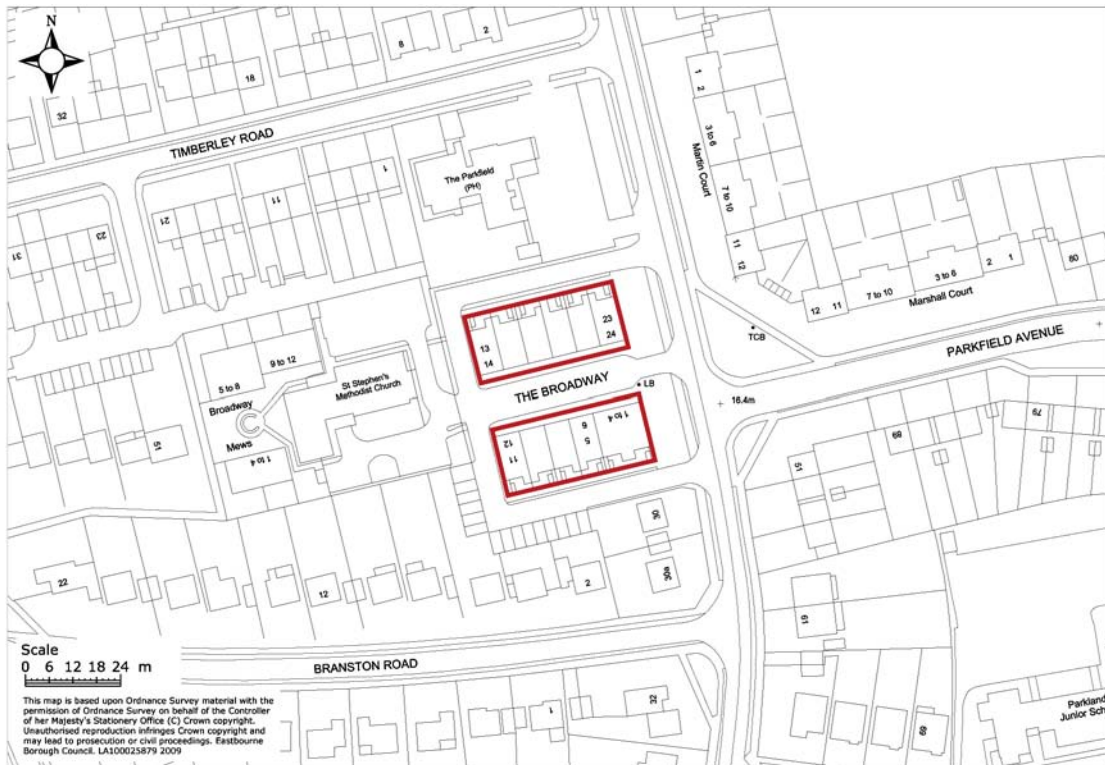 N
8
2
18
32
TIMBERLEY ROAD
1
11
21
23
31
The Parkfield
(PH)
1
2
3 to 6
Martin Court
7 to 10
11
12
12 11
7 to 10
3 to 6
2 1
80
Marshall Court
TCB
PARKFIELD AVENUE
16.4m
13
14
23
24
THE BROADWAY
LB
12
11
6
5
1 to 4
9 to 12
5 to 8
St Stephen's
Methodist Church
Broadway
Mews
1 to 4
51
30
30a
22
12
2
51
69
79
61
69
BRANSTON ROAD
1
32
Parkland
Junior Sch
Scale
0 6 12 18 24 m
This map is based upon Ordnance Survey material with the
permission of Ordnance Survey on behalf of the Controller
of her Majesty's Stationery Office (C) Crown copyright.
Unauthorised reproduction infringes Crown copyright and
may lead to prosecution or civil proceedings. Eastbourne
Borough Council. LA100025879 2009